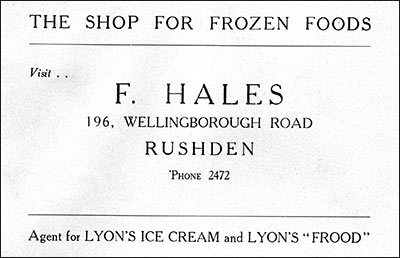 THE SHOP FOR FROZEN FOODS
Visit . .
F. HALES
196, WELLINGBOROUGH ROAD
RUSHDEN
'PHONE 2472
Agent for LYON'S ICE CREAM and LYON'S "FROOD"